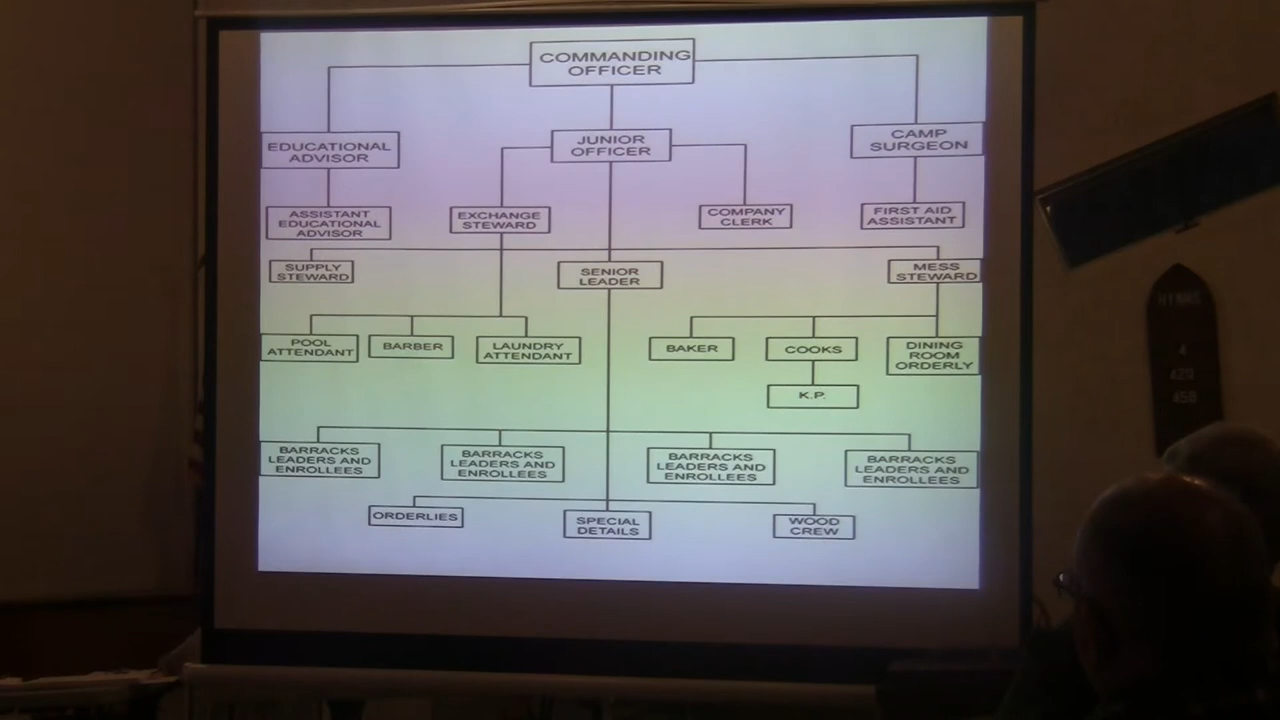 COMMANDING
OFFICER
EDUCATIONAL
ADVISOR
JUNIOR
OFFICER
CAMP
SURGEON
ASSISTANT
EDUCATIONAL
ADVISOR
EXCHANGE
STEWARD
COMPANY
CLERK
FIRST AID
ASSISTANT
SUPPLY
STEWARD
SENIOR
LEADER
MESS
STEWARD
POOL
ATTENDANT
BARBER
LAUNDRY
ATTENDANT
BAKER
COOKS
DINING
ROOM
ORDERLY
K.P.
BARRACKS
LEADERS AND
ENROLLEES
BARRACKS
LEADERS AND
ENROLLEES
BARRACKS
LEADERS AND
ENROLLEES
BARRACKS
LEADERS AND
ENROLLEES
ORDERLIES
SPECIAL
DETAILS
WOOD
CREW
HYMNS
4